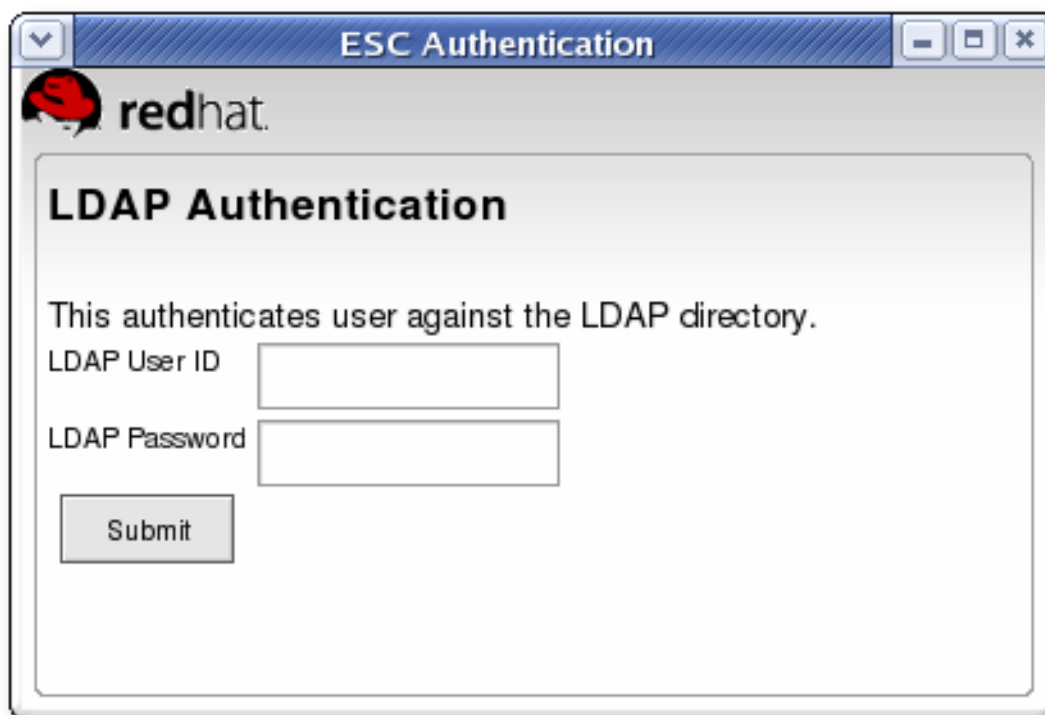 ESC Authentication
redhat.
LDAP Authentication
This authenticates user against the LDAP directory.
LDAP User ID
LDAP Password
Submit